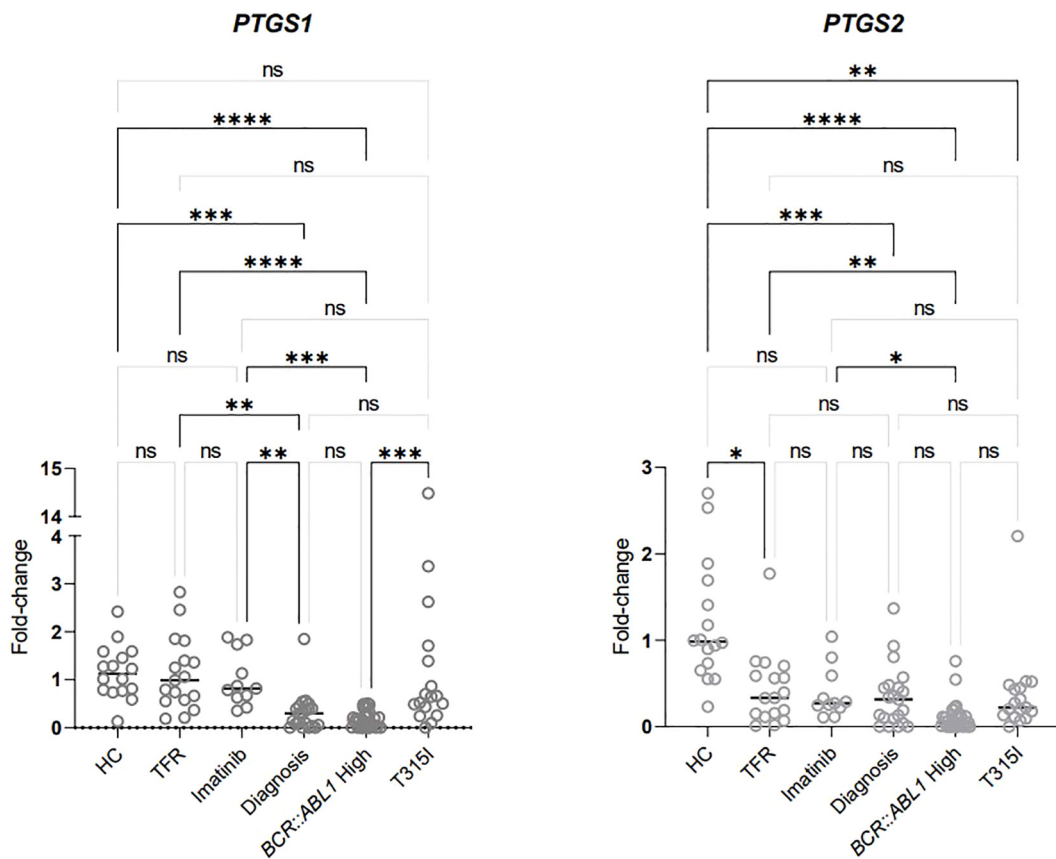 PTGS1
ns
****
ns
***
****
ns
ns
***
**
ns
ns
ns
**
ns
***
15
14
4
3
2
1
0
Fold-change
HC
TFR
Imatinib
Diagnosis
BCR::ABL1 High
T315I
PTGS2
**
****
ns
***
**
ns
ns
*
ns
ns
*
ns
ns
ns
ns
3
2
1
0
Fold-change
HC
TFR
Imatinib
Diagnosis
BCR::ABL1 High
T315I